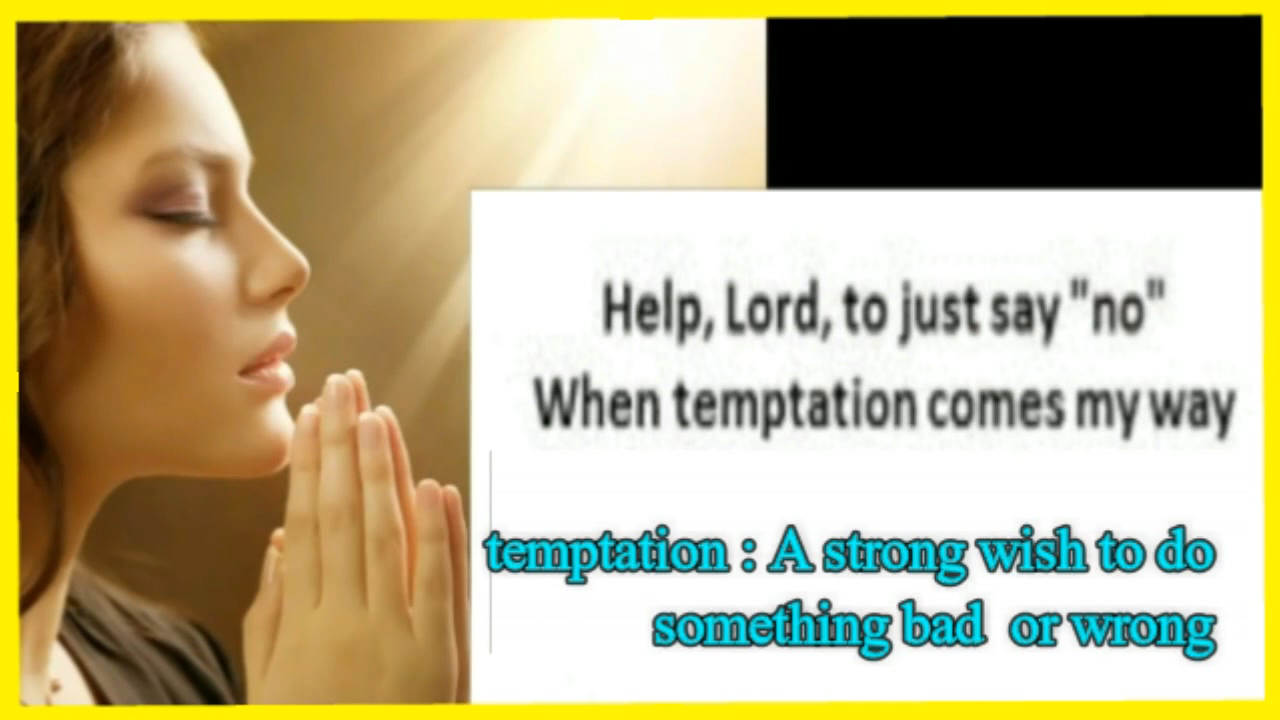 Help, Lord, to just say "no"
When temptation comes my way
temptation : A strong wish to do
something bad or wrong